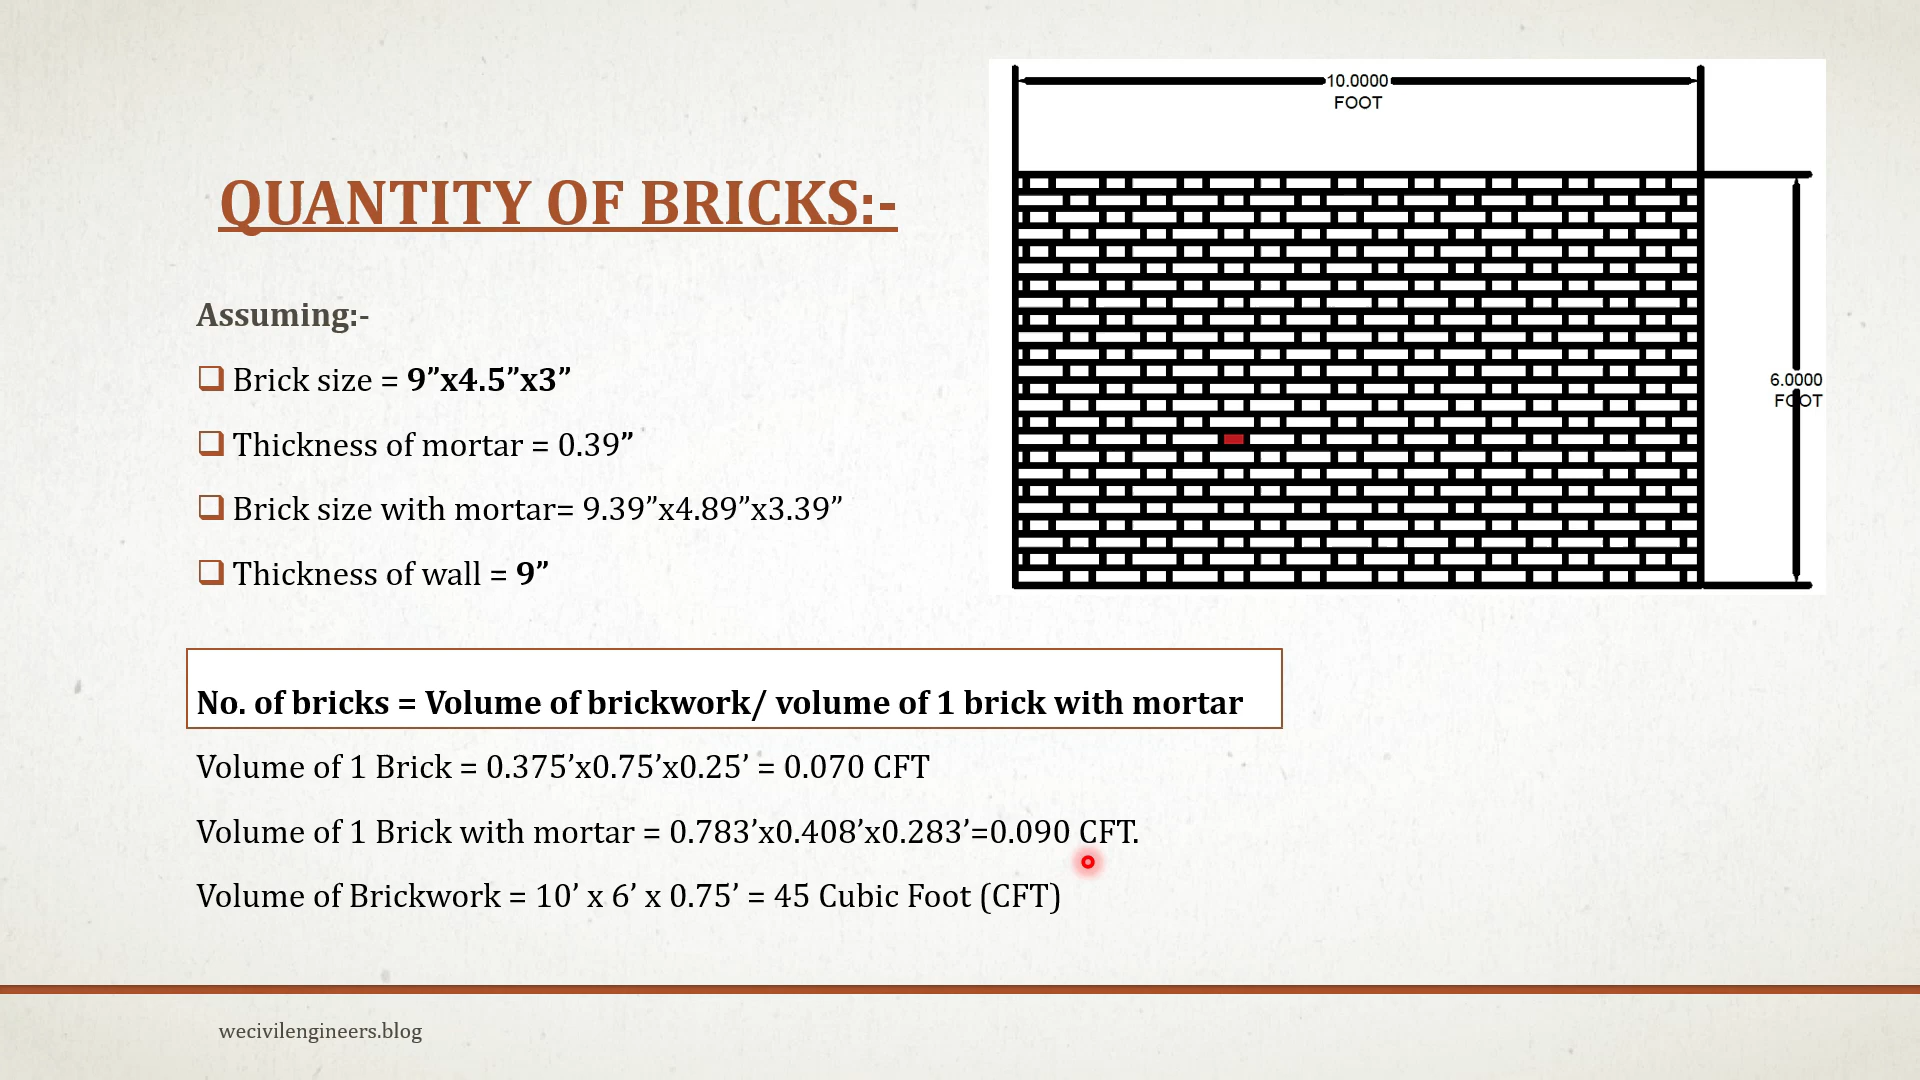 10.0000
FOOT
QUANTITY OF BRICKS:-
Assuming:-
Brick size = 9”x4.5”x3”
6.0000
FOOT
Thickness of mortar = 0.39”
Brick size with mortar= 9.39”x4.89”x3.39”
Thickness of wall = 9”
No. of bricks = Volume of brickwork/ volume of 1 brick with mortar
Volume of 1 Brick = 0.375’x0.75’x0.25’ = 0.070 CFT
Volume of 1 Brick with mortar = 0.783’x0.408’x0.283’=0.090 CFT.
Volume of Brickwork = 10’ x 6’ x 0.75’ = 45 Cubic Foot (CFT)
wecivilengineers.blog